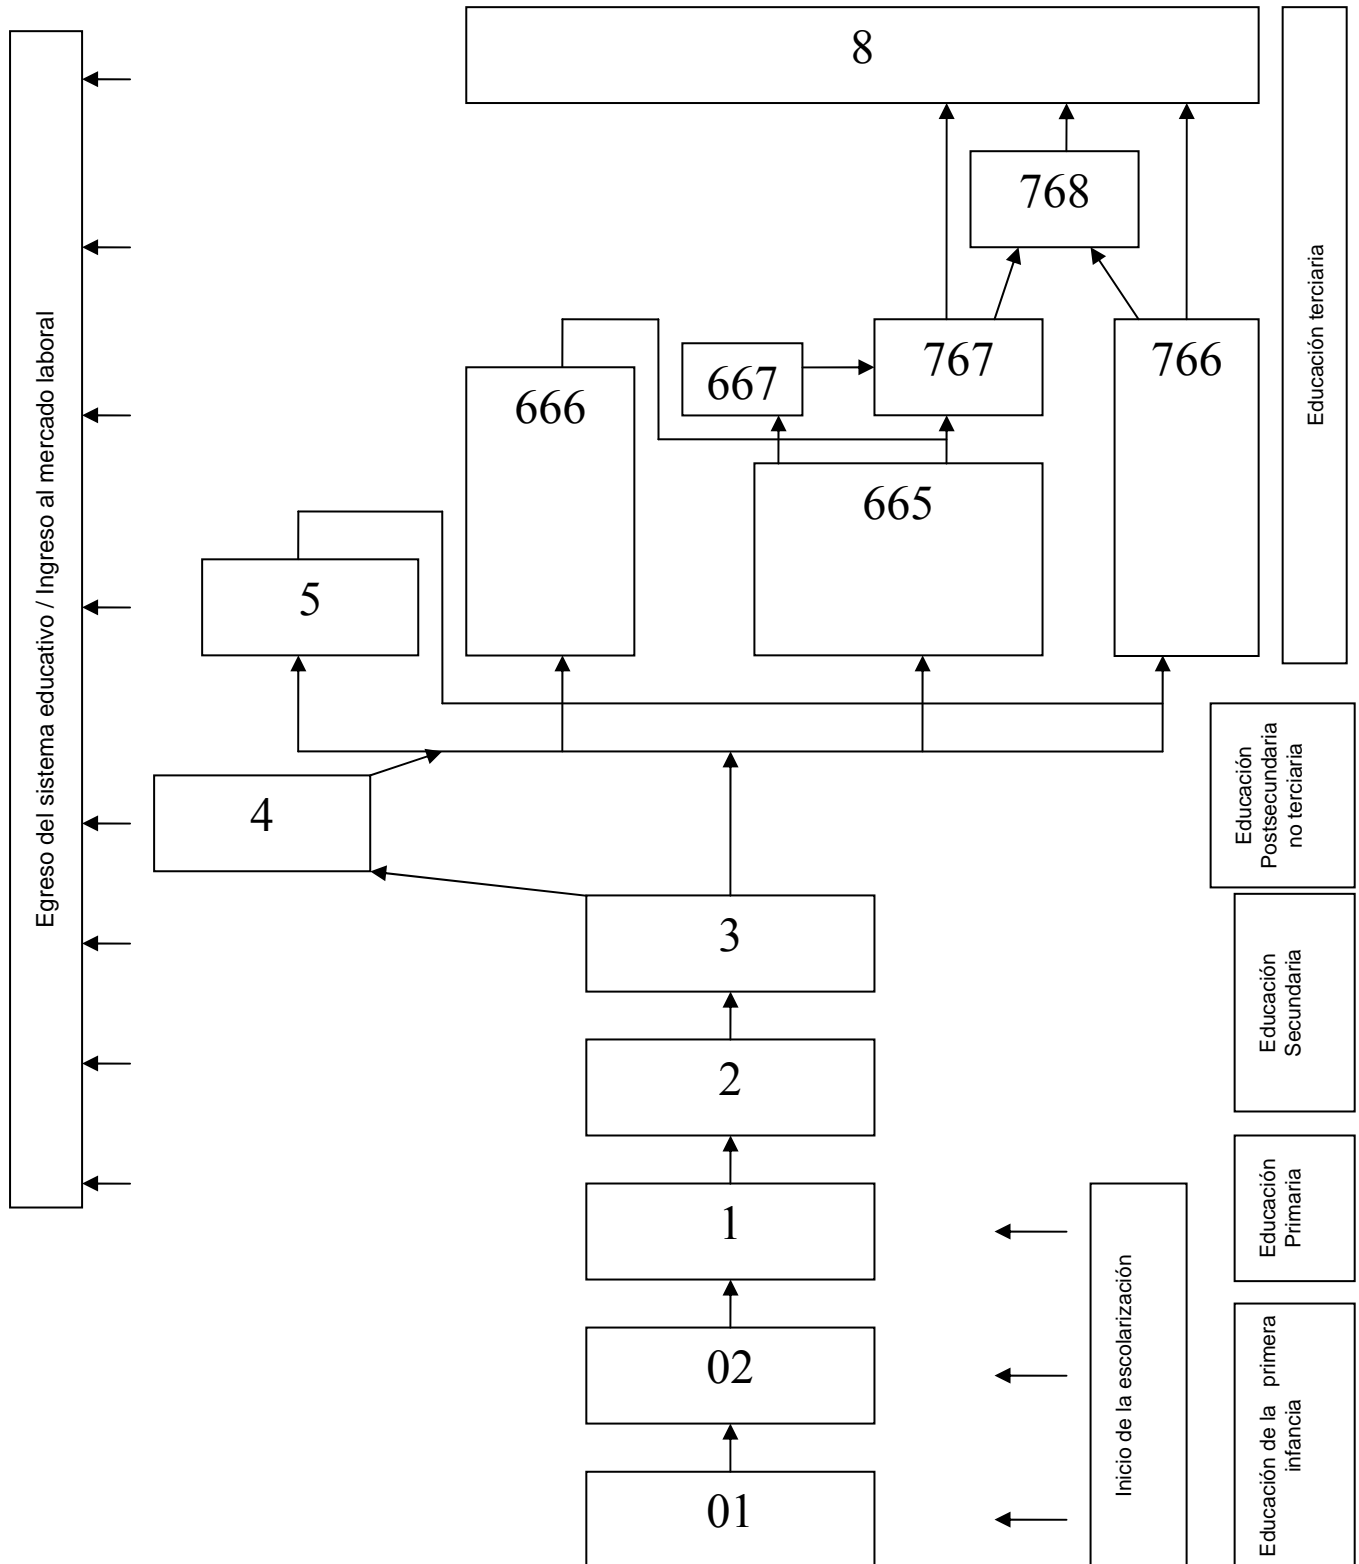 Egreso del sistema educativo / Ingreso al mercado laboral
8
768
767
766
667
666
665
5
4
3
2
1
02
01
Inicio de la escolarización
Educación terciaria
Educación
Postsecundaria
no terciaria
Educación
Secundaria
Educación
Primaria
Educación de la primera
infancia